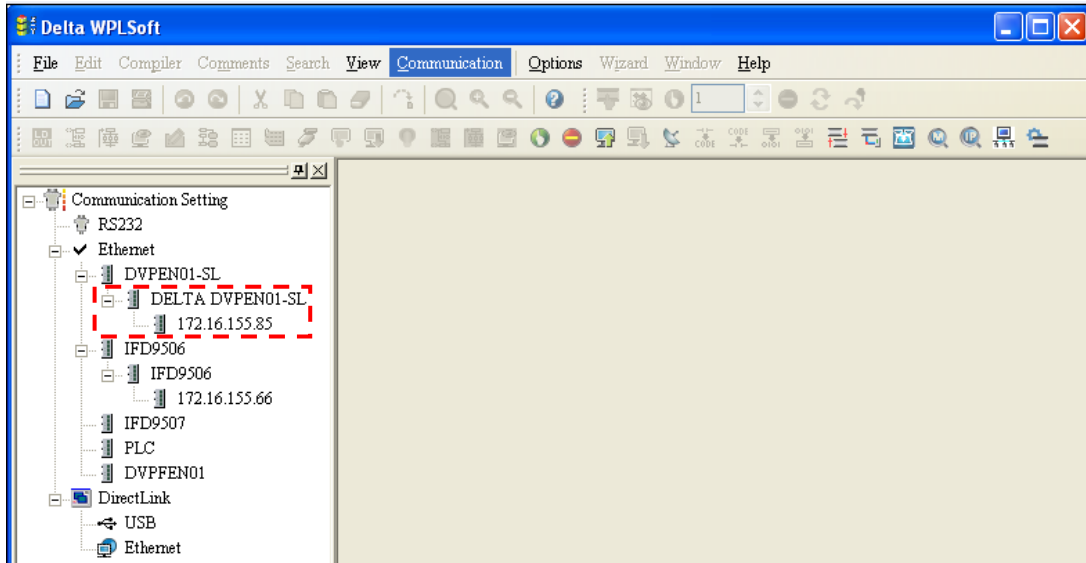 Delta WPLSoft
File Edit Compiler Comments Search View Communication Options Wizard Window Help
1
Communication Setting
RS232
Ethernet
DVPEN01-SL
DELTA DVPEN01-SL
172.16.155.85
IFD9506
IFD9506
172.16.155.66
IFD9507
PLC
DVPFEN01
DirectLink
USB
Ethernet